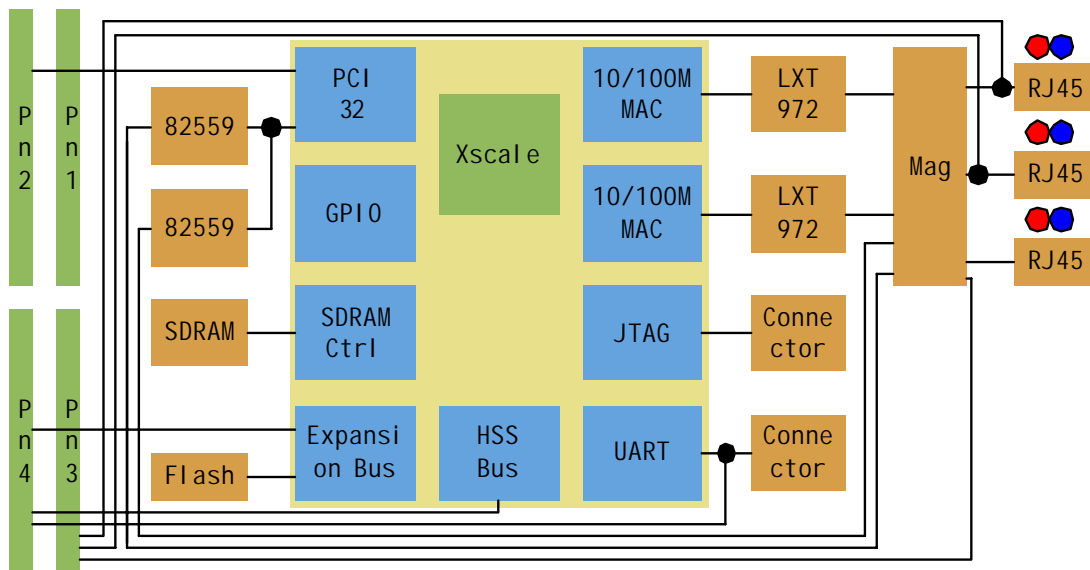 Pn2
Pn1
82559
82559
SDRAM
Pn4
Pn3
Flash
PCI
32
GPIO
SDRAM
Ctrl
Expansi
on Bus
Xscale
HSS
Bus
10/100M
MAC
10/100M
MAC
JTAG
UART
LXT
972
LXT
972
Conne
ctor
Conne
ctor
Mag
RJ45
RJ45
RJ45